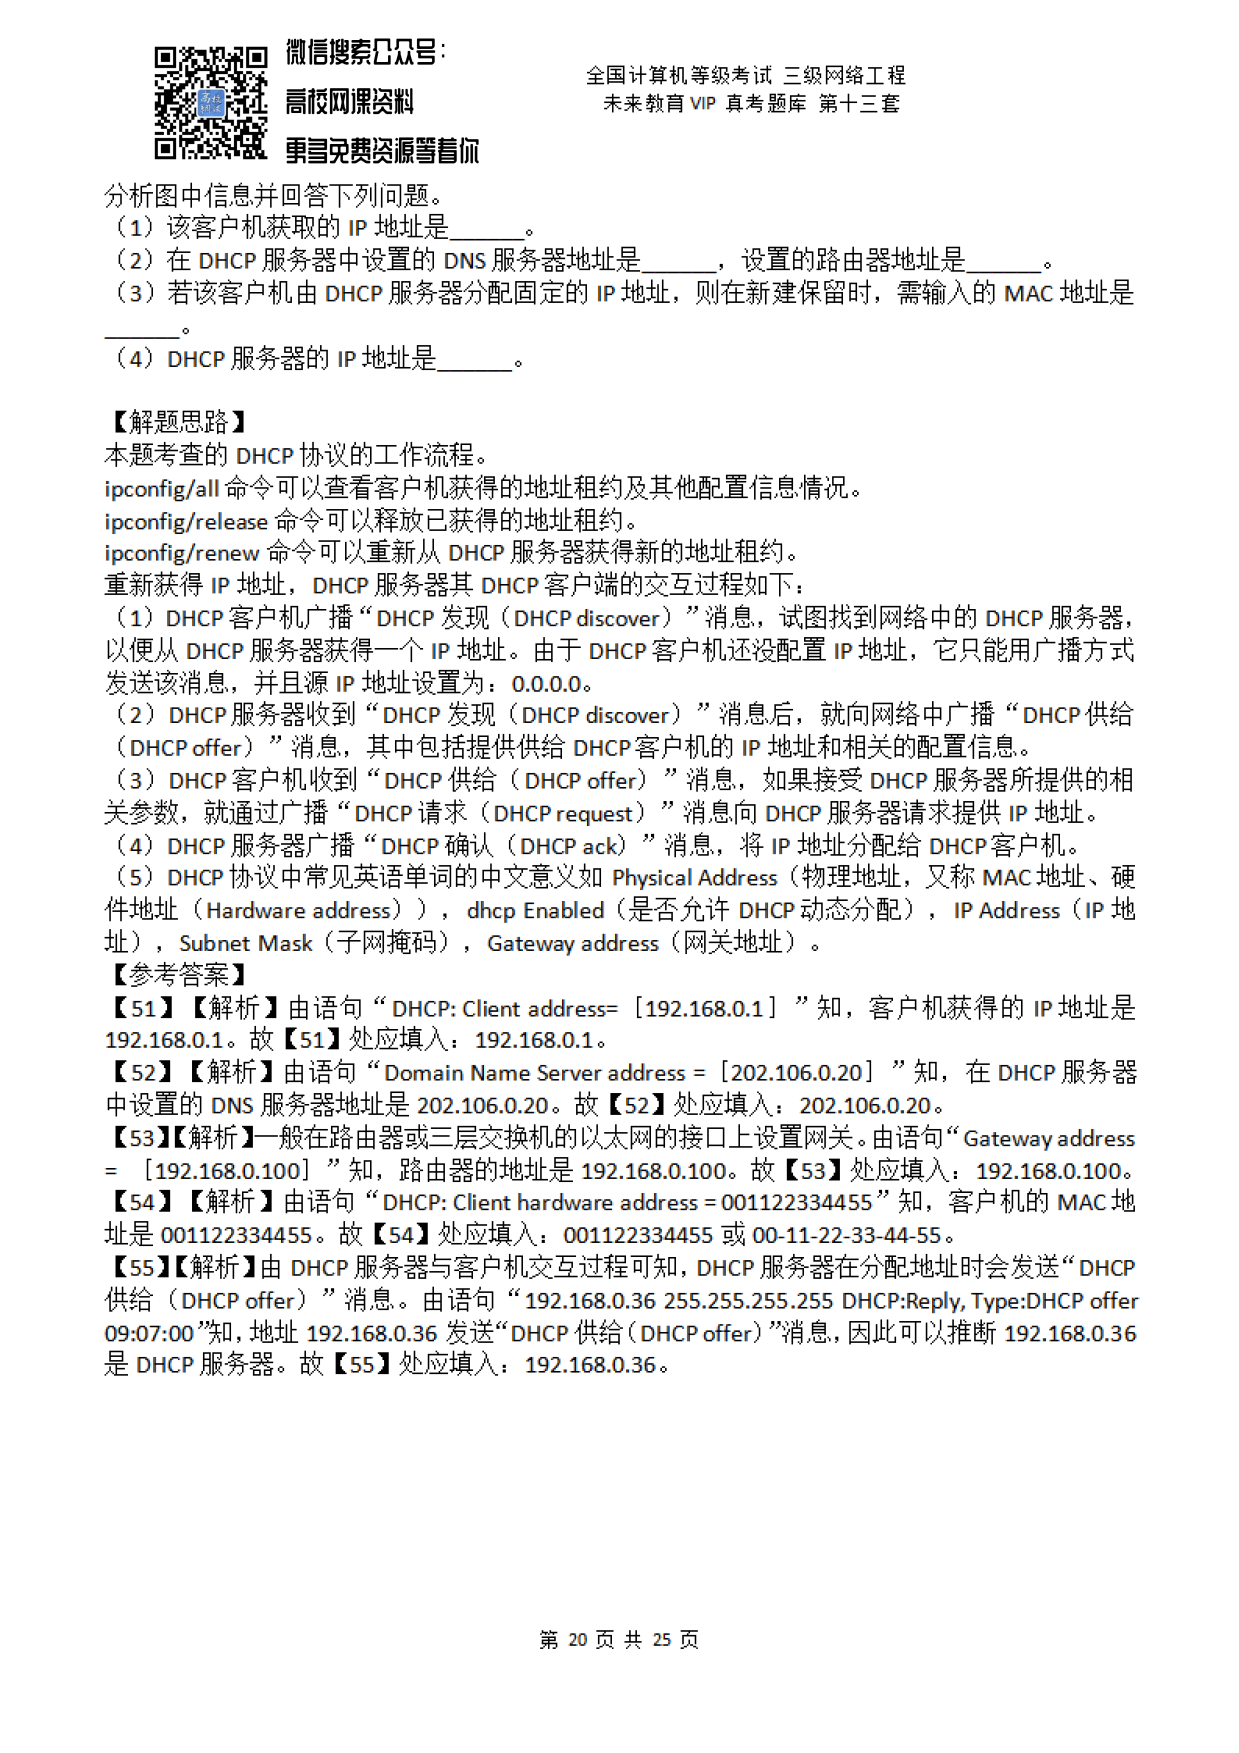 微信搜索公众号：
高校网课资料
更多免费资源等着你
全国计算机等级考试 三级网络工程
未来教育 VIP 真考题库 第十三套
分析图中信息并回答下列问题。
（1）该客户机获取的 IP 地址是______。
（2）在 DHCP 服务器中设置的 DNS 服务器地址是______，设置的路由器地址是______。
（3）若该客户机由 DHCP 服务器分配固定的 IP 地址，则在新建保留时，需输入的 MAC 地址是
______。
（4）DHCP 服务器的 IP 地址是______。
【解题思路】
本题考查的 DHCP 协议的工作流程。
ipconfig/all 命令可以查看客户机获得的地址租约及其他配置信息情况。
ipconfig/release 命令可以释放已获得的地址租约。
ipconfig/renew 命令可以重新从 DHCP 服务器获得新的地址租约。
重新获得 IP 地址，DHCP 服务器其 DHCP 客户端的交互过程如下：
（1）DHCP 客户机广播“DHCP 发现（DHCP discover）”消息，试图找到网络中的 DHCP 服务器，
以便从 DHCP 服务器获得一个 IP 地址。由于 DHCP 客户机还没配置 IP 地址，它只能用广播方式
发送该消息，并且源 IP 地址设置为：0.0.0.0。
（2）DHCP 服务器收到“DHCP 发现（DHCP discover）”消息后，就向网络中广播“DHCP 供给
（DHCP offer）”消息，其中包括提供供给 DHCP 客户机的 IP 地址和相关的配置信息。
（3）DHCP 客户机收到“DHCP 供给（DHCP offer）”消息，如果接受 DHCP 服务器所提供的相
关参数，就通过广播“DHCP 请求（DHCP request）”消息向 DHCP 服务器请求提供 IP 地址。
（4）DHCP 服务器广播“DHCP 确认（DHCP ack）”消息，将 IP 地址分配给 DHCP 客户机。
（5）DHCP 协议中常见英语单词的中文意义如 Physical Address（物理地址，又称 MAC 地址、硬
件地址（Hardware address）），dhcp Enabled（是否允许 DHCP 动态分配），IP Address（IP 地
址），Subnet Mask（子网掩码），Gateway address（网关地址）。
【参考答案】
【51】【解析】由语句“DHCP: Client address=［192.168.0.1］”知，客户机获得的 IP 地址是
192.168.0.1。故【51】处应填入：192.168.0.1。
【52】【解析】由语句“Domain Name Server address =［202.106.0.20］”知，在 DHCP 服务器
中设置的 DNS 服务器地址是 202.106.0.20。故【52】处应填入：202.106.0.20。
【53】【解析】一般在路由器或三层交换机的以太网的接口上设置网关。由语句“Gateway address
=［192.168.0.100］”知，路由器的地址是 192.168.0.100。故【53】处应填入：192.168.0.100。
【54】【解析】由语句“DHCP: Client hardware address = 001122334455”知，客户机的 MAC 地
址是 001122334455。故【54】处应填入：001122334455 或 00-11-22-33-44-55。
【55】【解析】由 DHCP 服务器与客户机交互过程可知，DHCP 服务器在分配地址时会发送“DHCP
供给（DHCP offer）”消息。由语句“192.168.0.36 255.255.255.255 DHCP:Reply, Type:DHCP offer
09:07:00”知，地址 192.168.0.36 发送“DHCP 供给（DHCP offer）”消息，因此可以推断 192.168.0.36
是 DHCP 服务器。故【55】处应填入：192.168.0.36。
第 20 页 共 25 页